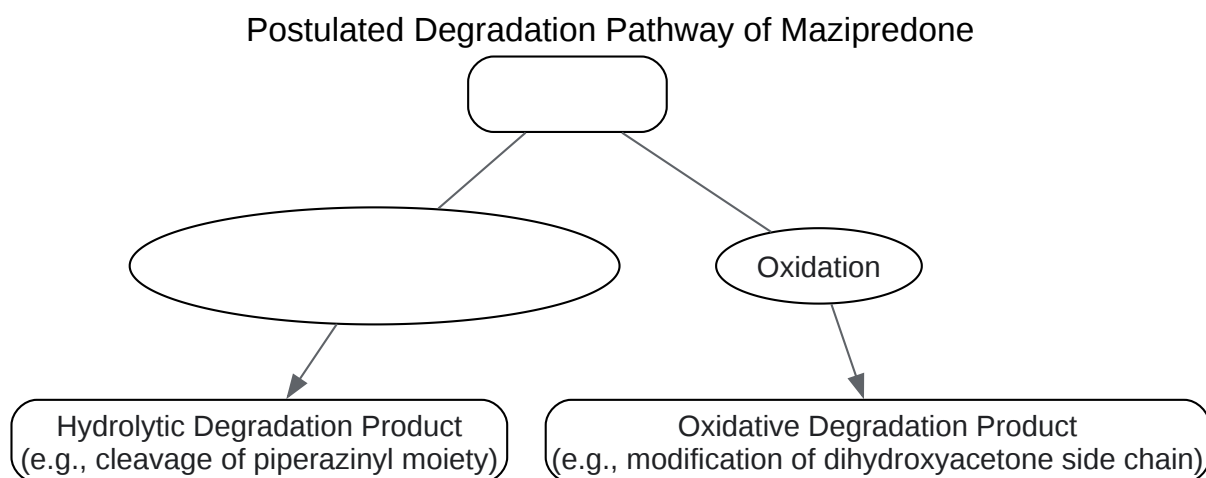 Postulated Degradation Pathway of Mazipredone
Oxidation
Hydrolytic Degradation Product
(e.g., cleavage of piperazinyl moiety)
Oxidative Degradation Product
(e.g., modification of dihydroxyacetone side chain)